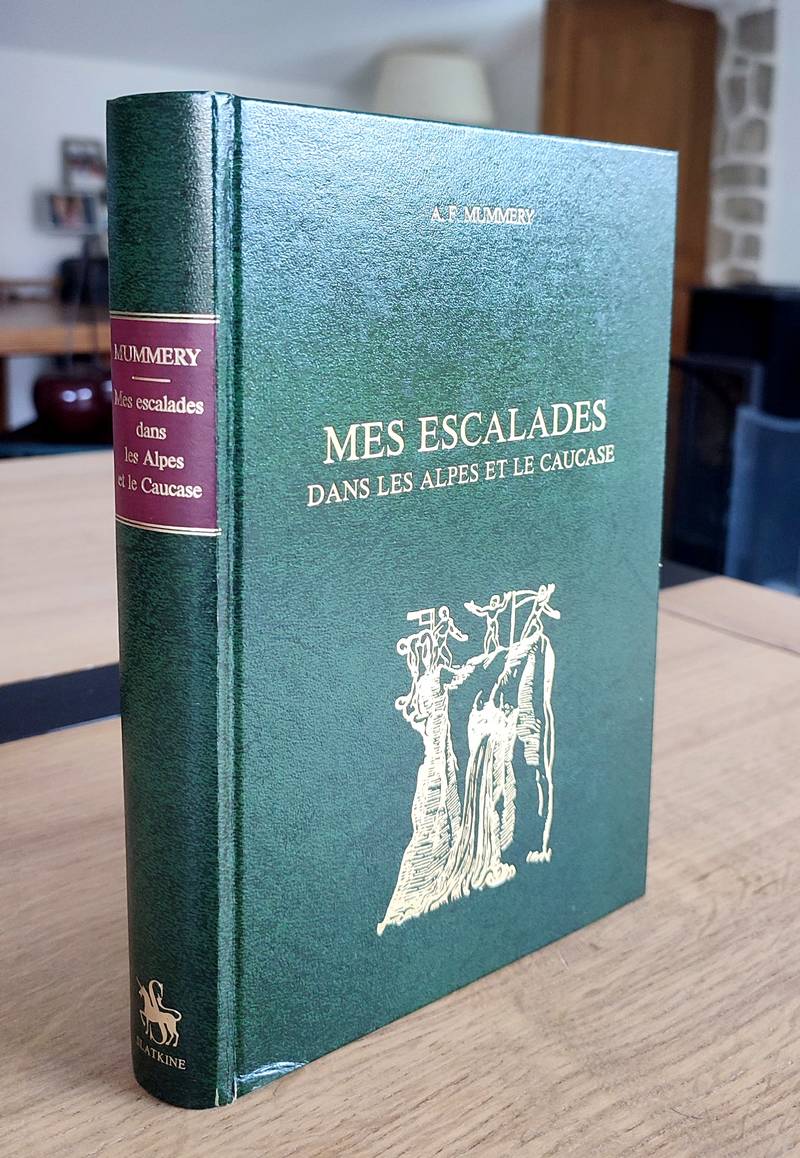 MUMMERY
Mes escalades
dans
les Alpes
et le Caucase
SLATKINE
A. F. MUMMERY
MES ESCALADES
DANS LES ALPES ET LE CAUCASE